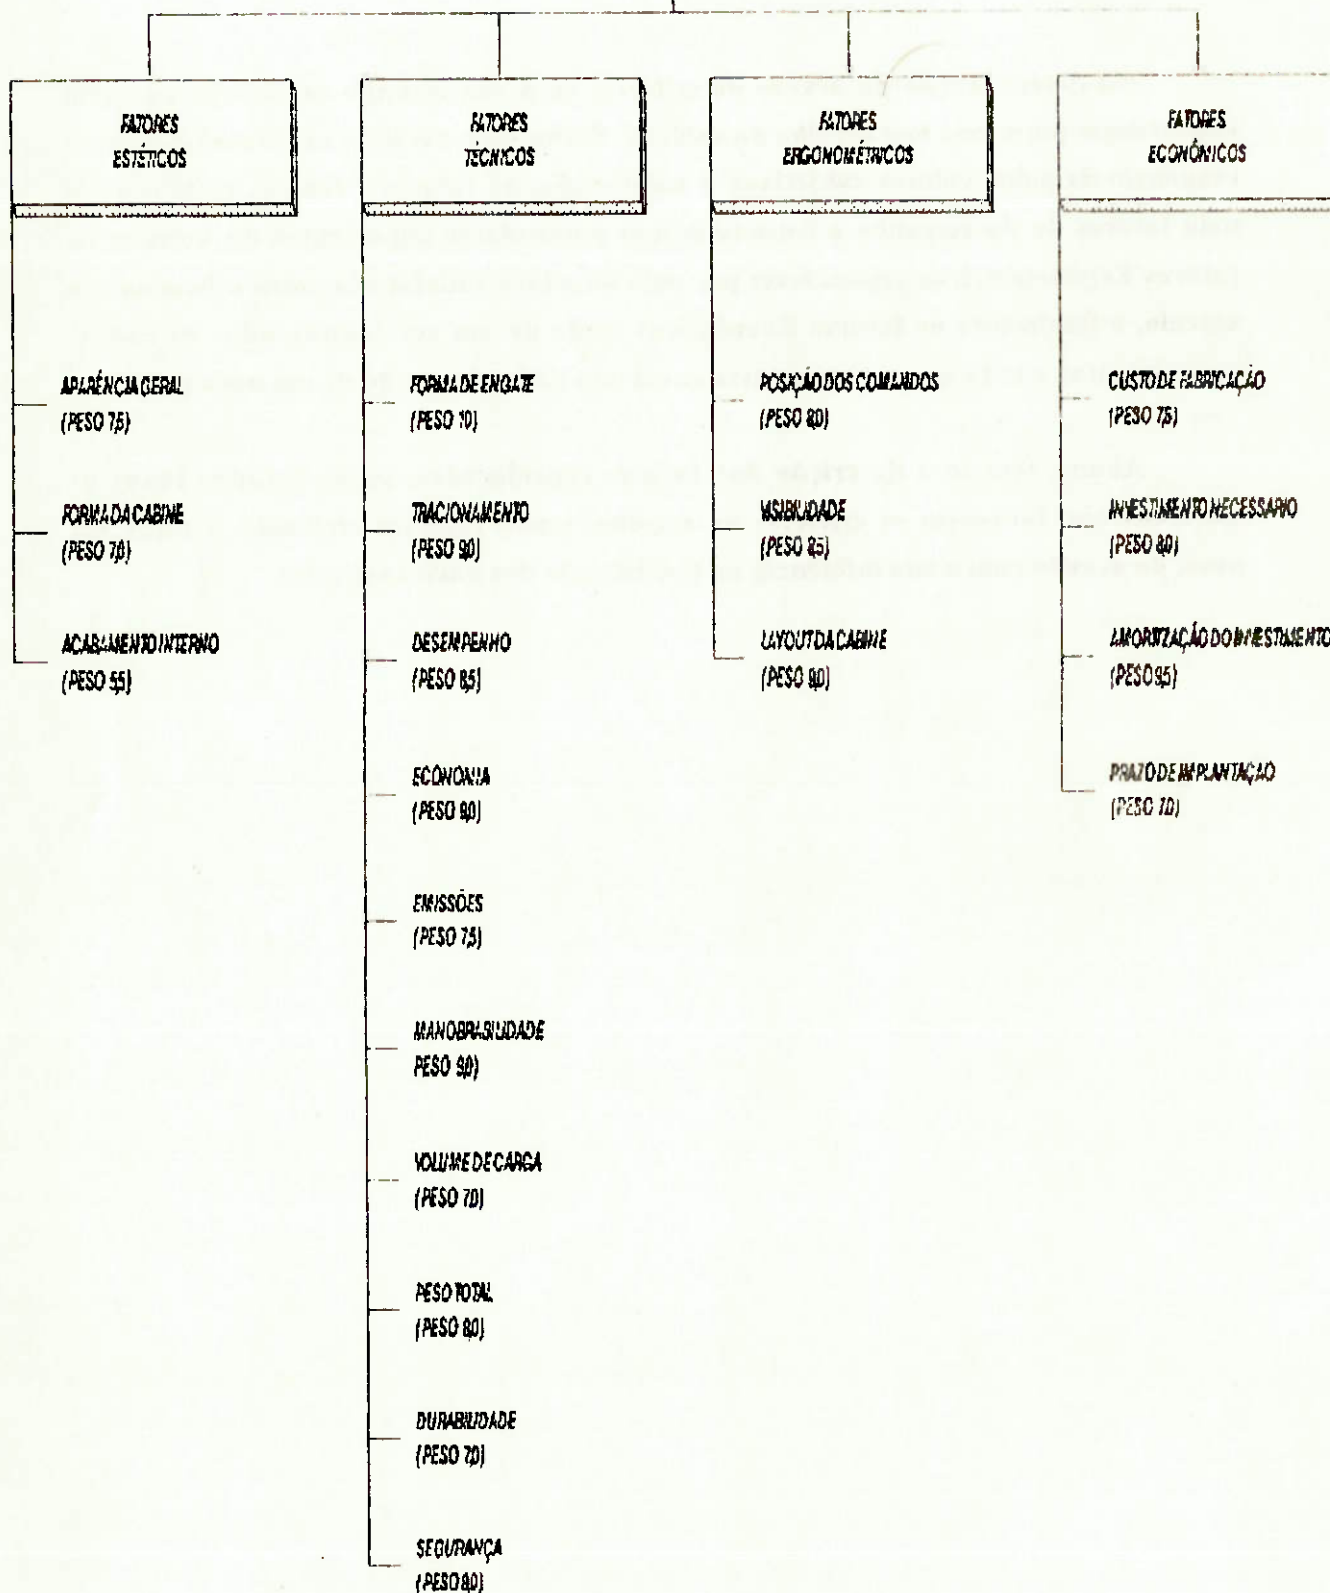 FATORES
ESTÉTICOS
APARÊNCIA GERAL
(PESO 7,5)
FORMA DA CABINE
(PESO 7,0)
ACABAMENTO INTERNO
(PESO 5,5)
FATORES
TÉCNICOS
FORMA DE ENGATE
(PESO 10)
TRACIONAMENTO
(PESO 9,0)
DESEMPENHO
(PESO 8,5)
ECONOMIA
(PESO 9,0)
EMISSÕES
(PESO 7,5)
MANOBRABILIDADE
PESO 9,0)
VOLUME DE CARGA
(PESO 7,0)
PESO TOTAL
(PESO 8,0)
DURABILIDADE
(PESO 7,0)
SEGURANÇA
(PESO 8,0)
FATORES
ERGONOMÉTRICOS
POSIÇÃO DOS COMANDOS
(PESO 8,0)
VISIBILIDADE
(PESO 8,5)
LAYOUT DA CABINE
(PESO 9,0)
FATORES
ECONÔMICOS
CUSTO DE FABRICAÇÃO
(PESO 7,5)
INVESTIMENTO NECESSARIO
(PESO 8,0)
AMORTIZAÇÃO DO INVESTIMENTO
(PESO 9,5)
PRAZO DE IMPLANTAÇÃO
(PESO 7,0)